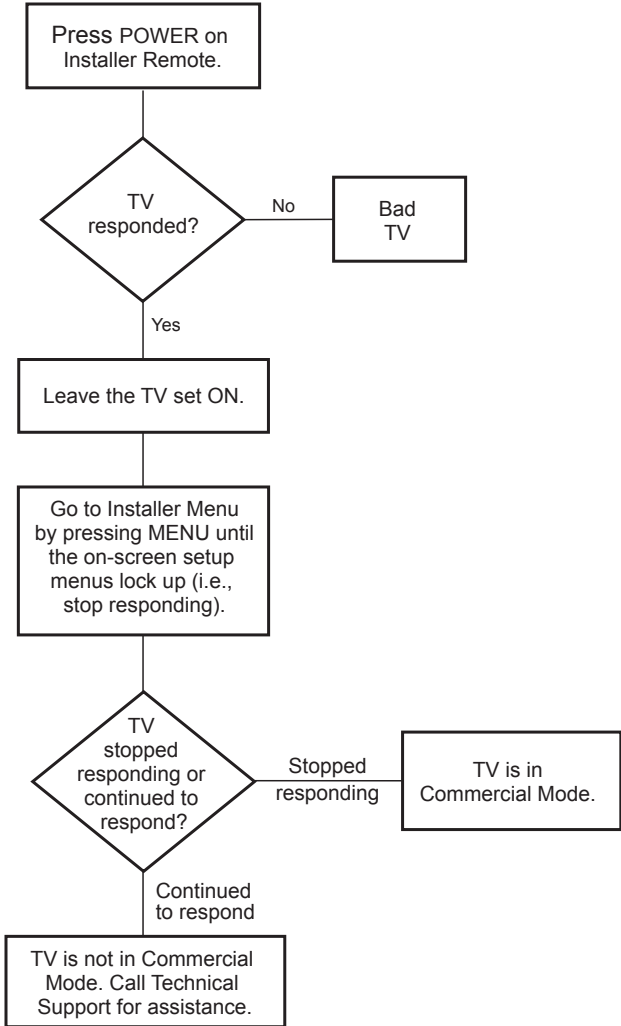 Press POWER on
Installer Remote.
TV
responded?
No
Bad
TV
Yes
Leave the TV set ON.
Go to Installer Menu
by pressing MENU until
the on-screen setup
menus lock up (i.e.,
stop responding).
TV
stopped
responding or
continued to
respond?
Stopped
responding
TV is in
Commercial Mode.
Continued
to respond
TV is not in Commercial
Mode. Call Technical
Support for assistance.